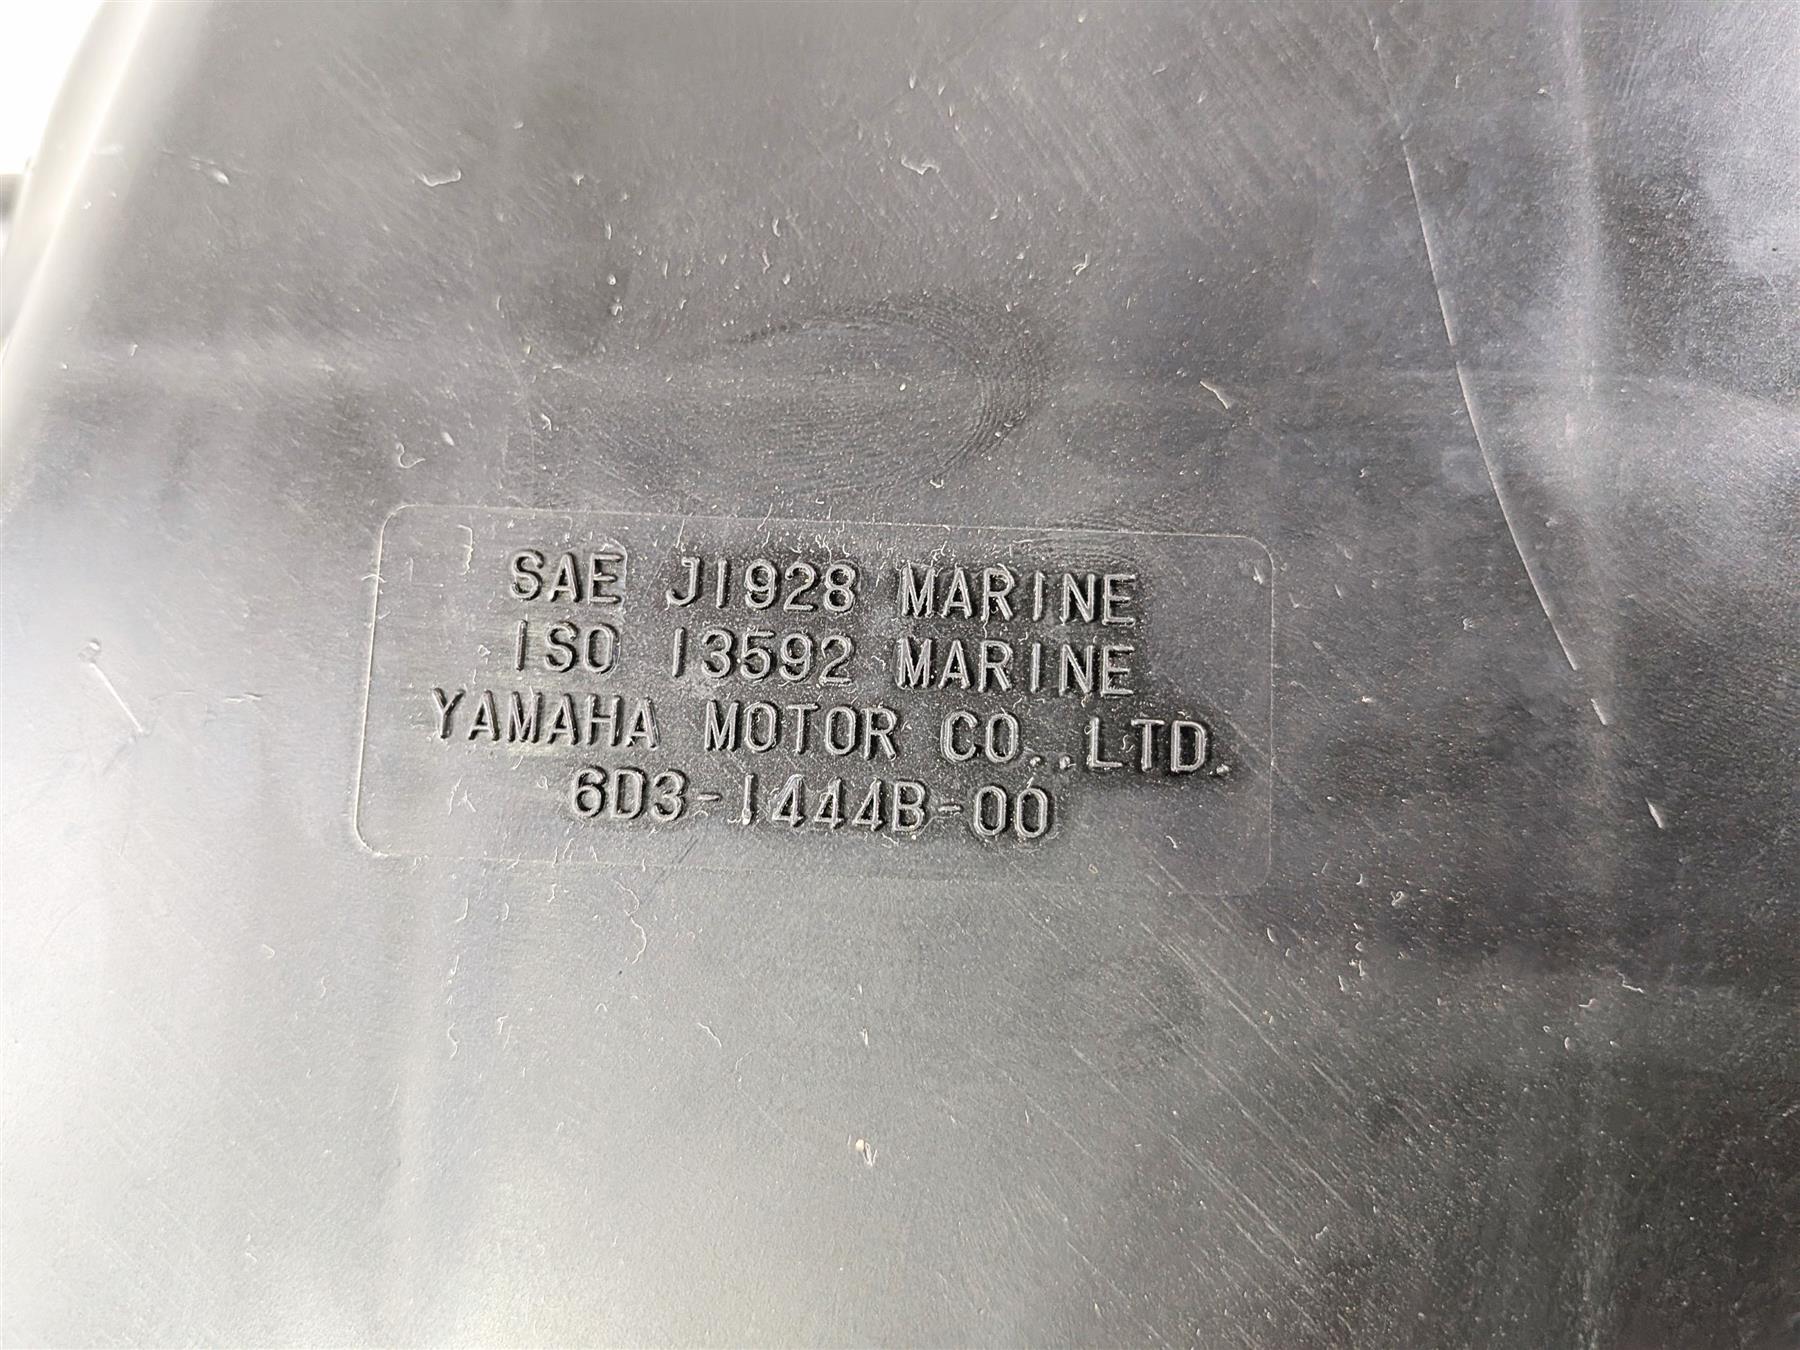 SAE J1928 MARINE
ISO 13592 MARINE
YAMAHA MOTOR CO.,LTD.
6D3-1444B-00